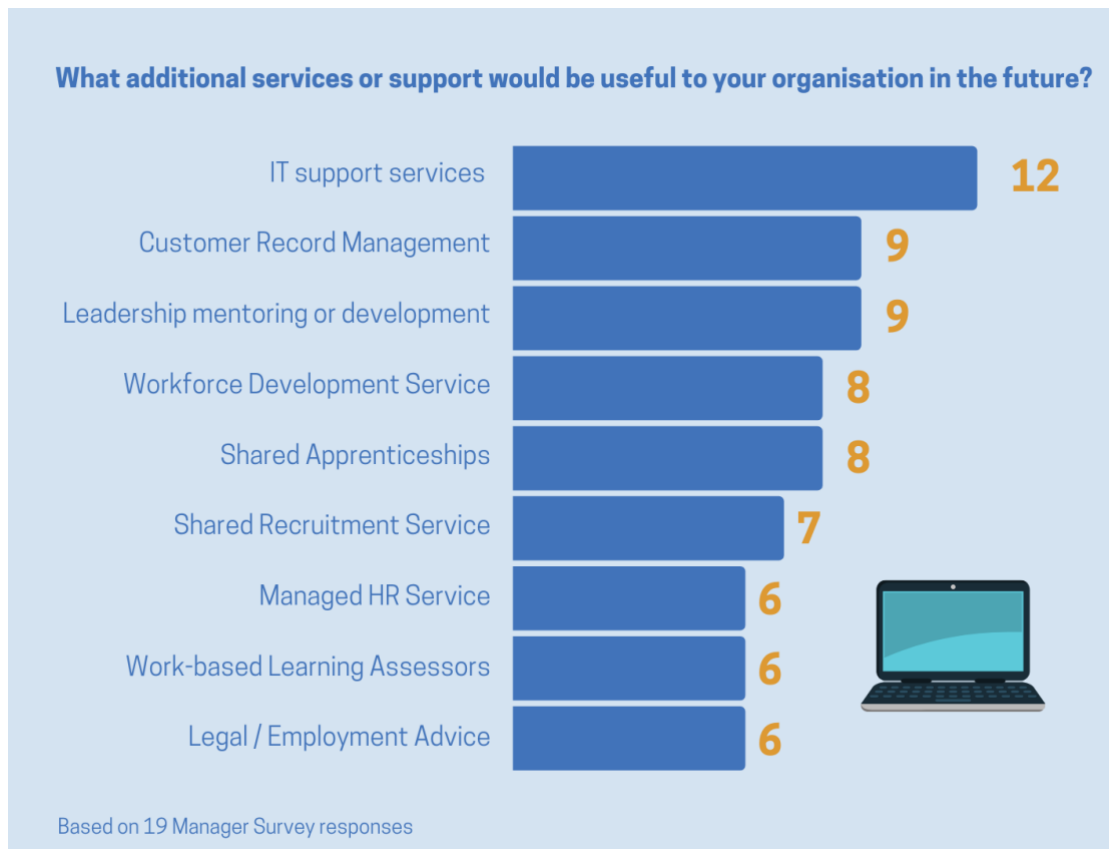 What additional services or support would be useful to your organisation in the future?
IT support services 12
Customer Record Management 9
Leadership mentoring or development 9
Workforce Development Service 8
Shared Apprenticeships 8
Shared Recruitment Service 7
Managed HR Service 6
Work-based Learning Assessors 6
Legal / Employment Advice 6
Based on 19 Manager Survey responses